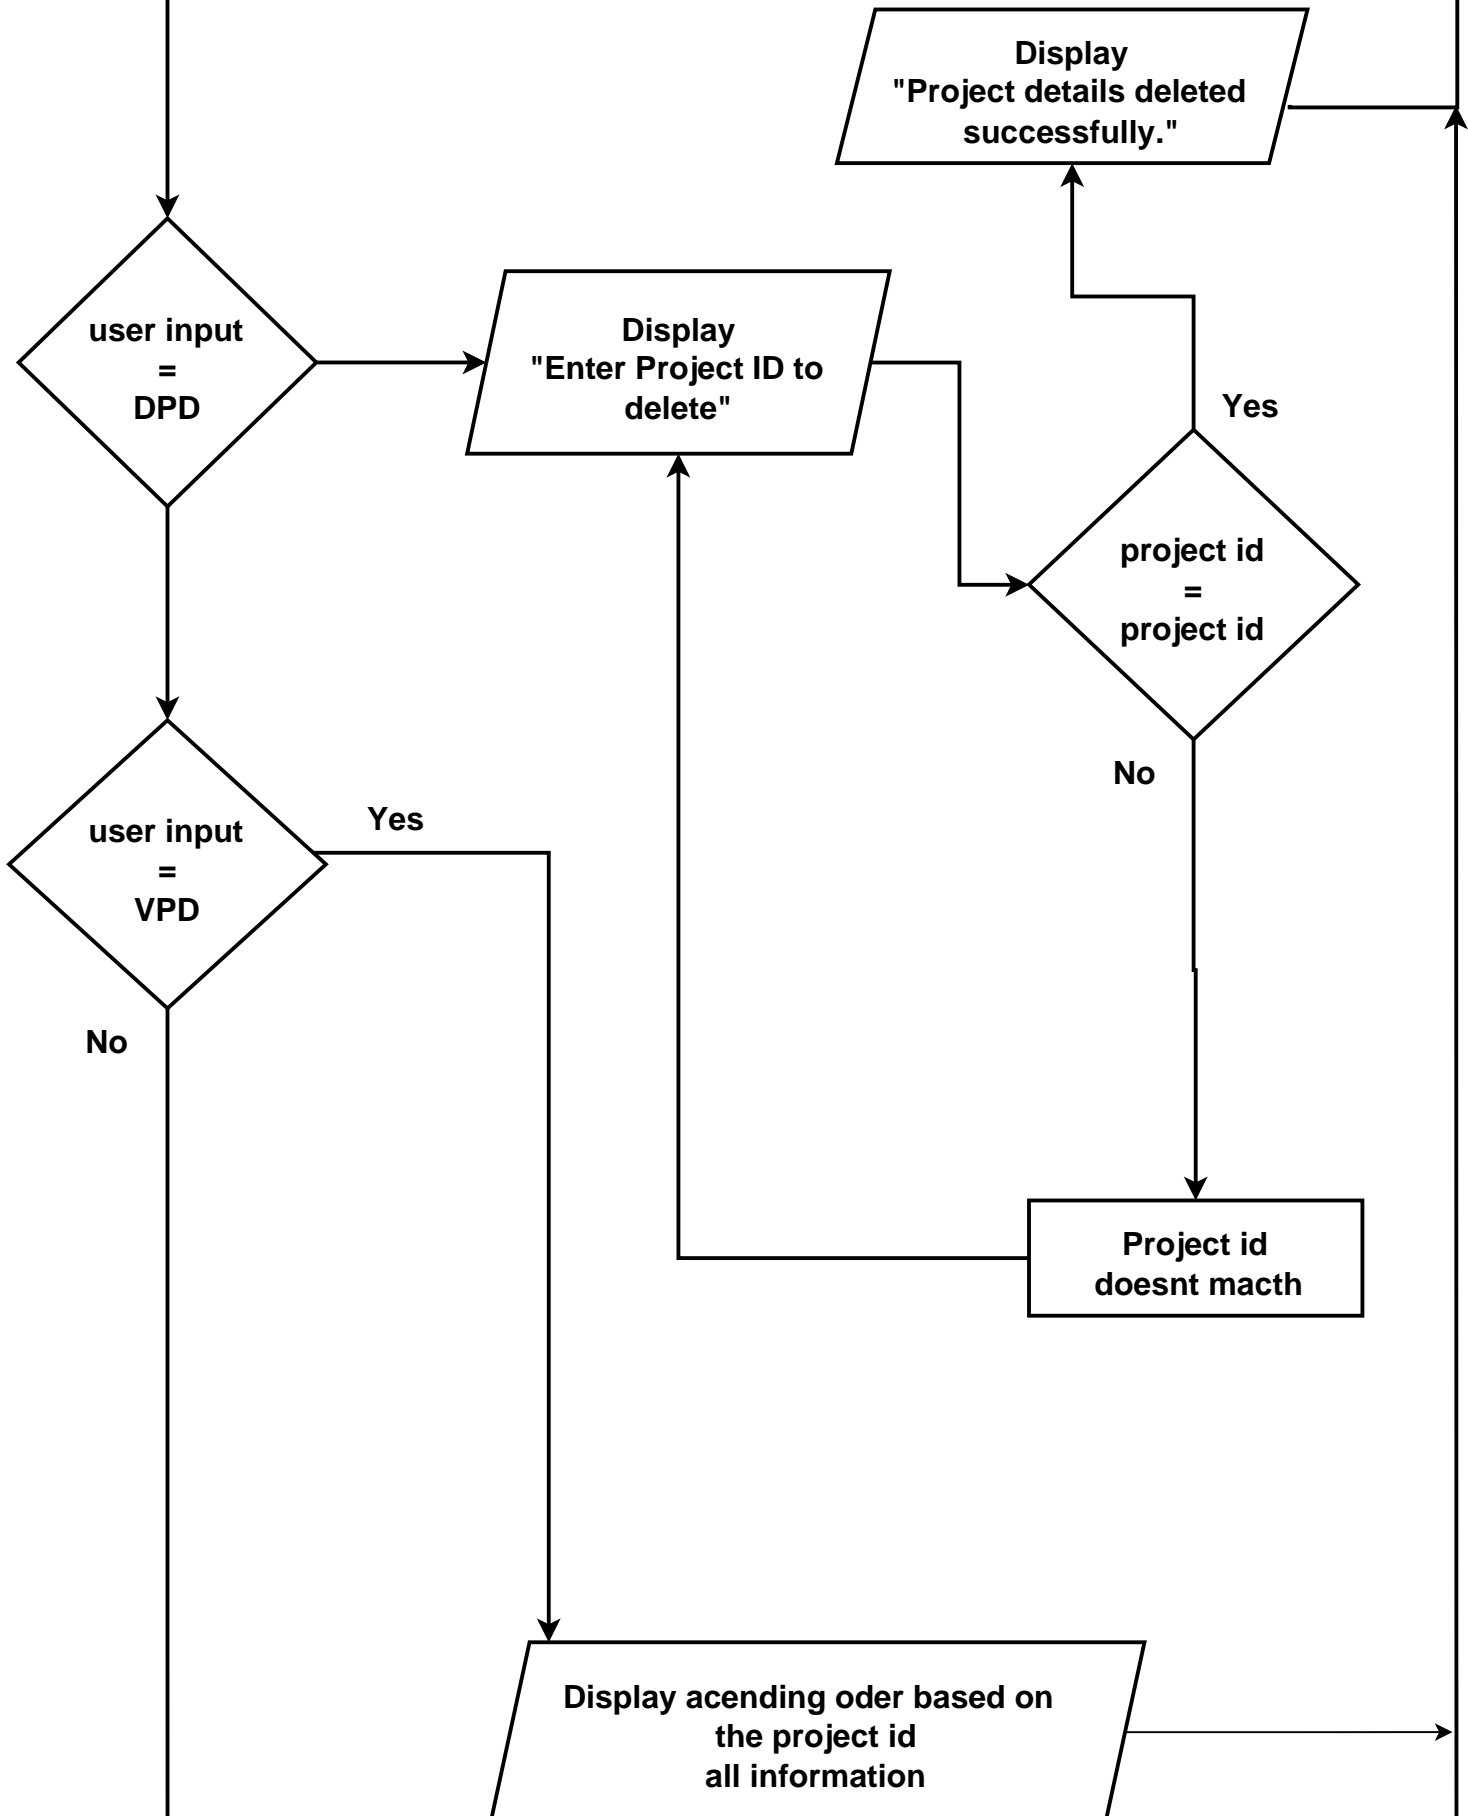 Display
"Project details deleted
successfully."
user input
=
DPD
Display
"Enter Project ID to
delete"
Yes
project id
=
project id
No
user input
=
VPD
Yes
No
Project id
doesnt macth
Display acending oder based on
the project id
all information